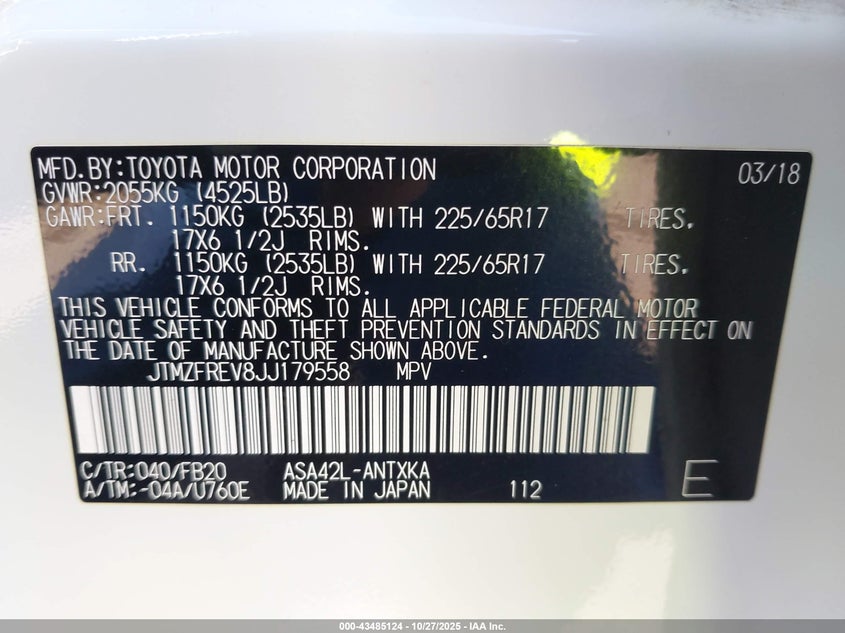 MFD.BY:TOYOTA MOTOR CORPORATION 03/18
GVWR:2055KG (4525LB)
GAWR:FRT. 1150KG (2535LB) WITH 225/65R17 TIRES,
17X6 1/2J RIMS.
RR. 1150KG (2535LB) WITH 225/65R17 TIRES,
17X6 1/2J RIMS.
THIS VEHICLE CONFORMS TO ALL APPLICABLE FEDERAL MOTOR
VEHICLE SAFETY AND THEFT PREVENTION STANDARDS IN EFFECT ON
THE DATE OF MANUFACTURE SHOWN ABOVE.
JTMZFREV8JJ179558 MPV
C/TR:040/FB20 ASA42L-ANTXKA
A/TM:-04A/U760E MADE IN JAPAN 112 E
000-43485124 - 10/27/2025 - IAA Inc.